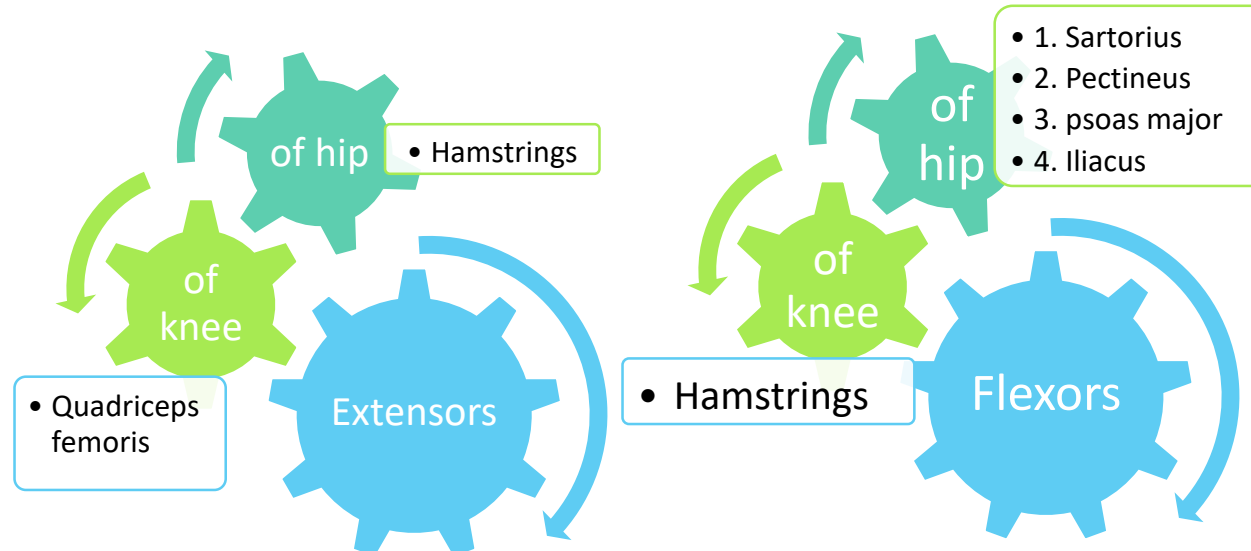 of hip
• Hamstrings
of
knee
• Quadriceps
femoris
Extensors
of
hip
• 1. Sartorius
• 2. Pectineus
• 3. psoas major
• 4. Iliacus
of
knee
• Hamstrings
Flexors